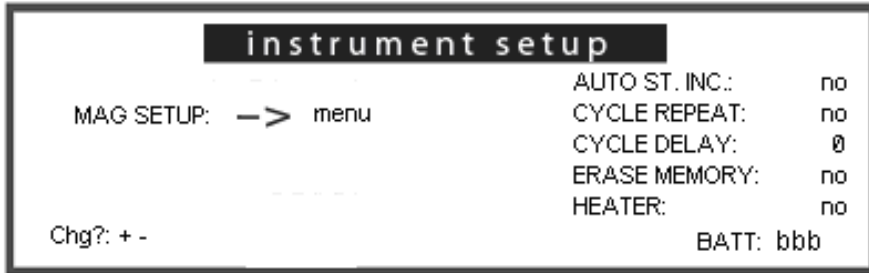 instrument setup
AUTO ST. INC.: no
MAG SETUP: –> menu CYCLE REPEAT: no
CYCLE DELAY: 0
ERASE MEMORY: no
HEATER: no
Chg?: + - BATT: bbb